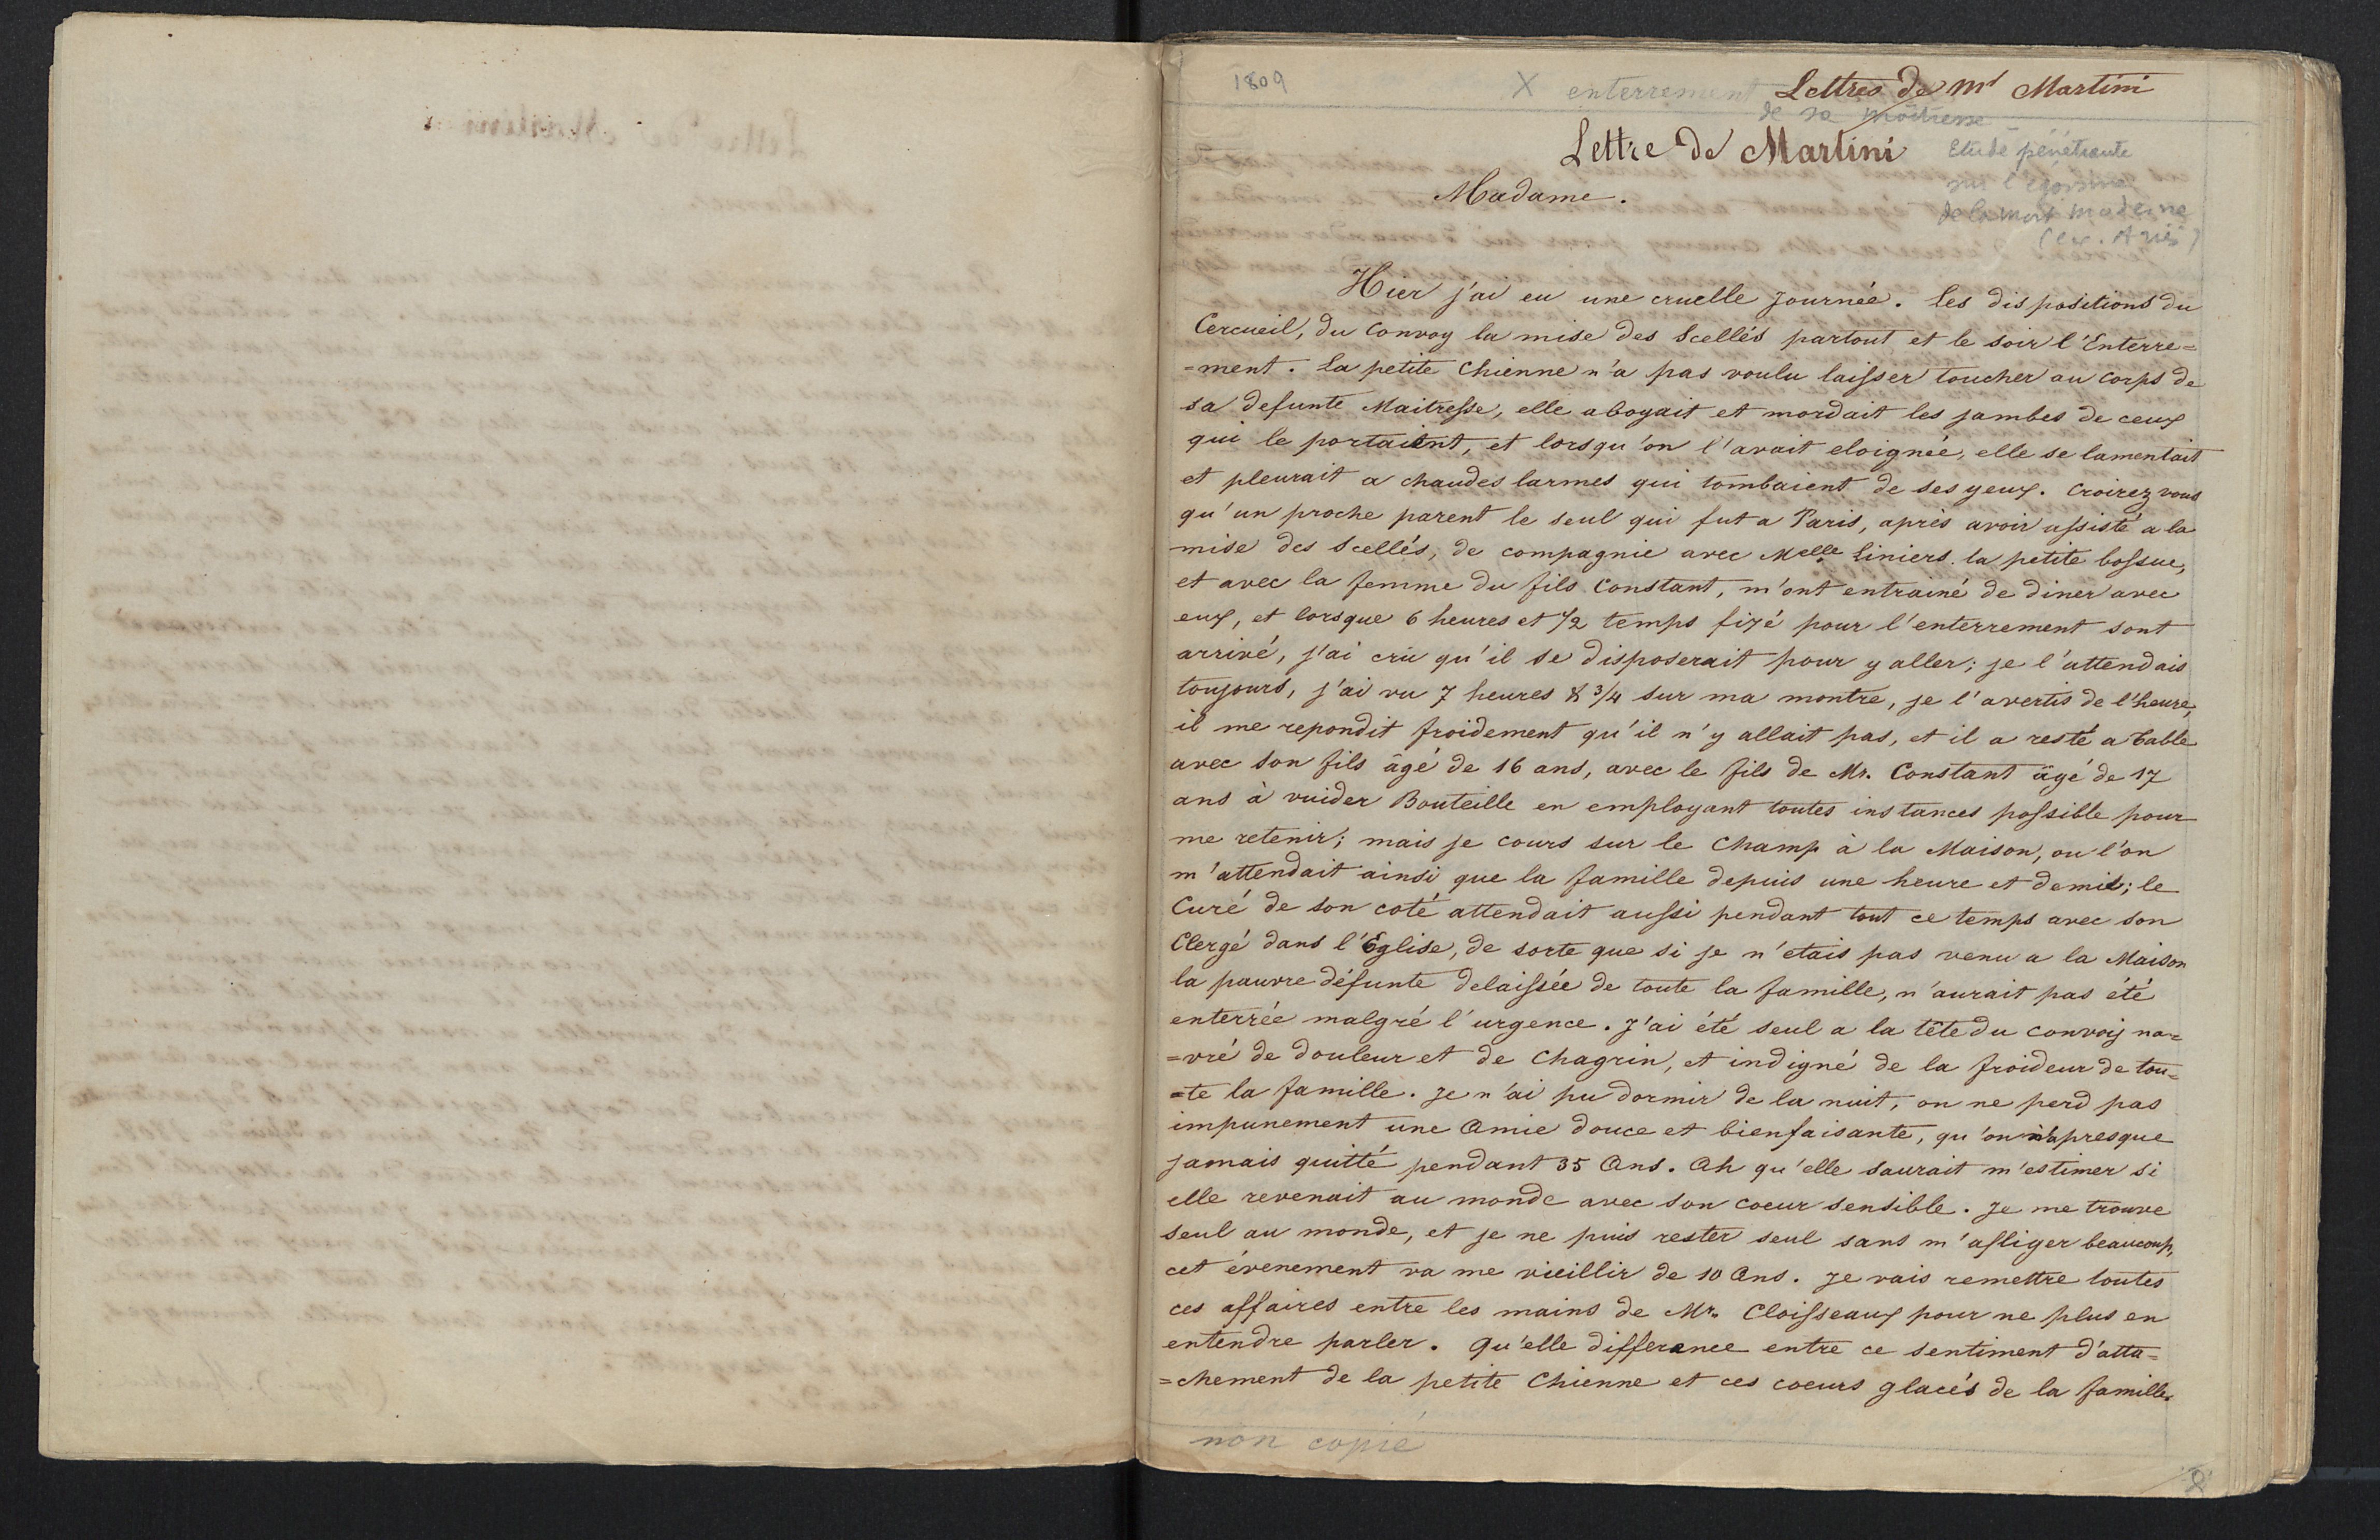 1809
X enterrement Lettres de Mr Martini
de sa maîtresse
Lettre de Martini
Etude pénétrante
sur l'égoisme
de la mort moderne
(cx. Ariès)
Madame.
Hier j'ai eu une cruelle journée. les dispositions du
Cercueil, du Convoy la mise des Scellés partout et le soir l'Enterre=
=ment. La petite Chienne n'a pas voulu laisser toucher au corps de
sa defunte Maitresse, elle aboyait et mordait les jambes de ceux
qui le portaient, et lorsqu'on l'avait eloignée, elle se lamentait
et pleurait a chaudes larmes qui tombaient de ses yeux. Croirez vous
qu'un proche parent le seul qui fut a Paris, après avoir assisté a la
mise des Scellés, de compagnie avec Melle Liniers la petite bossue,
et avec la femme du fils Constant, m'ont entrainé de diner avec
eux, et lorsque 6 heures et 1/2 temps fixé pour l'enterrement sont
arrivé, j'ai crû qu'il se disposerait pour y aller; je l'attendais
toujours, j'ai vu 7 heures & 3/4 sur ma montre, je l'avertis de l'heure,
il me repondit froidement qu'il n'y allait pas, et il a resté a table
avec son fils âgé de 16 ans, avec le fils de Mr. Constant âgé de 17
ans à vuider Bouteille en employant toutes instances possible pour
me retenir; mais je cours sur le Champ à la Maison, ou l'on
m'attendait ainsi que la famille depuis une heure et demie; le
Curé de son coté attendait aussi pendant tout ce temps avec son
Clergé dans l'Eglise, de sorte que si je n'etais pas venu a la Maison
la pauvre défunte delaissée de toute la famille, n'aurait pas été
enterrée malgré l'urgence. J'ai été seul a la tête du convoij na=
=vré de douleur et de Chagrin, et indigné de la froideur de tou=
=te la famille. Je n'ai pu dormir de la nuit, on ne perd pas
impunement une Amie douce et bienfaisante, qu'on n'a presque
jamais quitté pendant 35 Ans. Ah qu'elle saurait m'estimer si
elle revenait au monde avec son coeur sensible. Je me trouve
seul au monde, et je ne puis rester seul sans m'afliger beaucoup,
cet évenement va me vieillir de 10 Ans. Je vais remettre toutes
ces affaires entre les mains de Mr. Cloisseaux pour ne plus en
entendre parler. Qu'elle differance entre ce sentiment d'atta=
=chement de la petite Chienne et ces coeurs glacés de la famille.
non copié